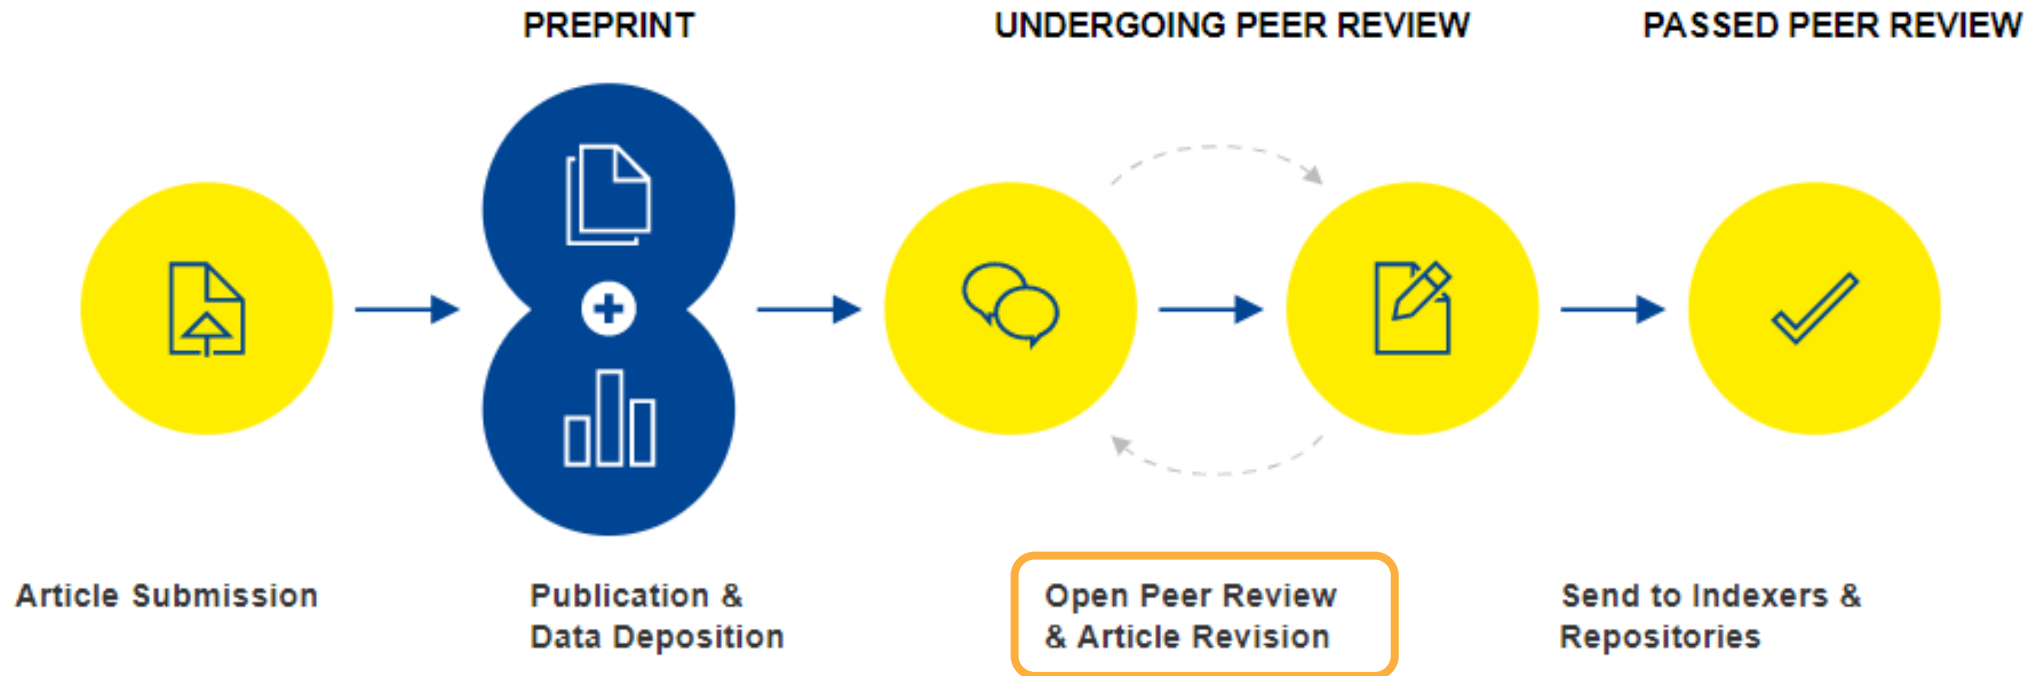 PREPRINT
UNDERGOING PEER REVIEW
PASSED PEER REVIEW
Article Submission
Publication &
Data Deposition
Open Peer Review
& Article Revision
Send to Indexers &
Repositories